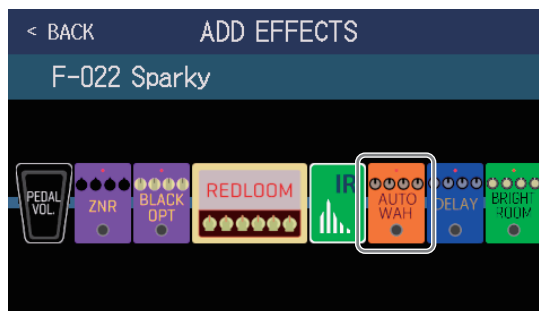 < BACK
ADD EFFECTS
F-022 Sparky
PEDAL
VOL.
ZNR
BLACK
OPT
REDLOOM
IR
AUTO
WAH
DELAY
BRIGHT
ROOM